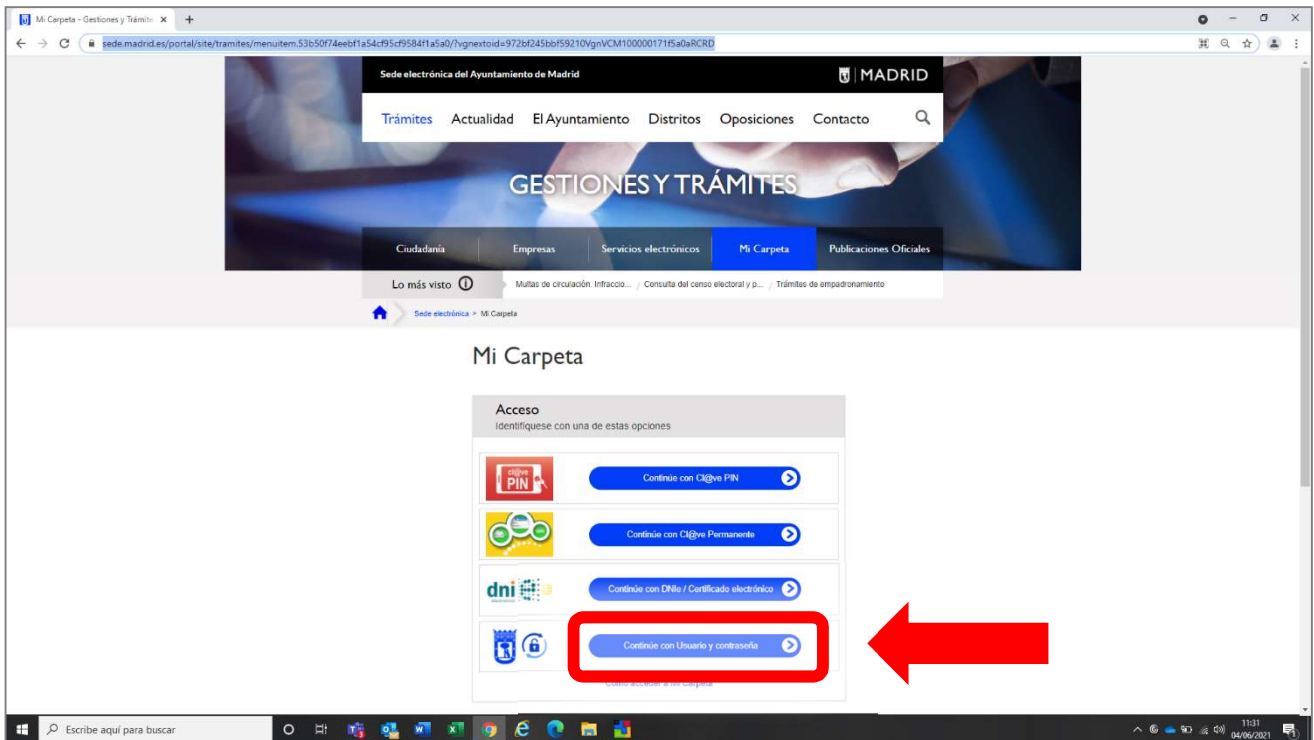 Mi Carpeta - Gestiones y Trámite
sede.madrid.es/portal/site/tramites/menuitem.53b50f74eebf1a54cf95cf9584f1a5a0/?vgnextoid=972bf245bbf59210VgnVCM100000171f5a0aRCRD
Sede electrónica del Ayuntamiento de Madrid MADRID
Trámites Actualidad El Ayuntamiento Distritos Oposiciones Contacto
GESTIONES Y TRÁMITES
Ciudadanía Empresas Servicios electrónicos Mi Carpeta Publicaciones Oficiales
Lo más visto Multas de circulación. Infraccio... / Consulta del censo electoral y p... / Trámites de empadronamiento
Sede electrónica > Mi Carpeta
Mi Carpeta
Acceso
Identifíquese con una de estas opciones
cl@ve
PIN
Continúe con Cl@ve PIN
Continúe con Cl@ve Permanente
dni
Continúe con DNIe / Certificado electrónico
Continúe con Usuario y contraseña
Cómo acceder a Mi Carpeta
Escribe aquí para buscar
11:31
04/06/2021